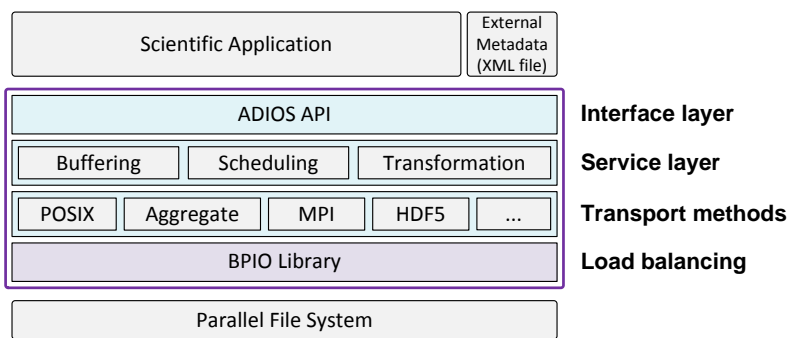 Scientific Application
External
Metadata
(XML file)
ADIOS API
Interface layer
Buffering Scheduling Transformation
Service layer
POSIX Aggregate MPI HDF5 ...
Transport methods
BPIO Library
Load balancing
Parallel File System